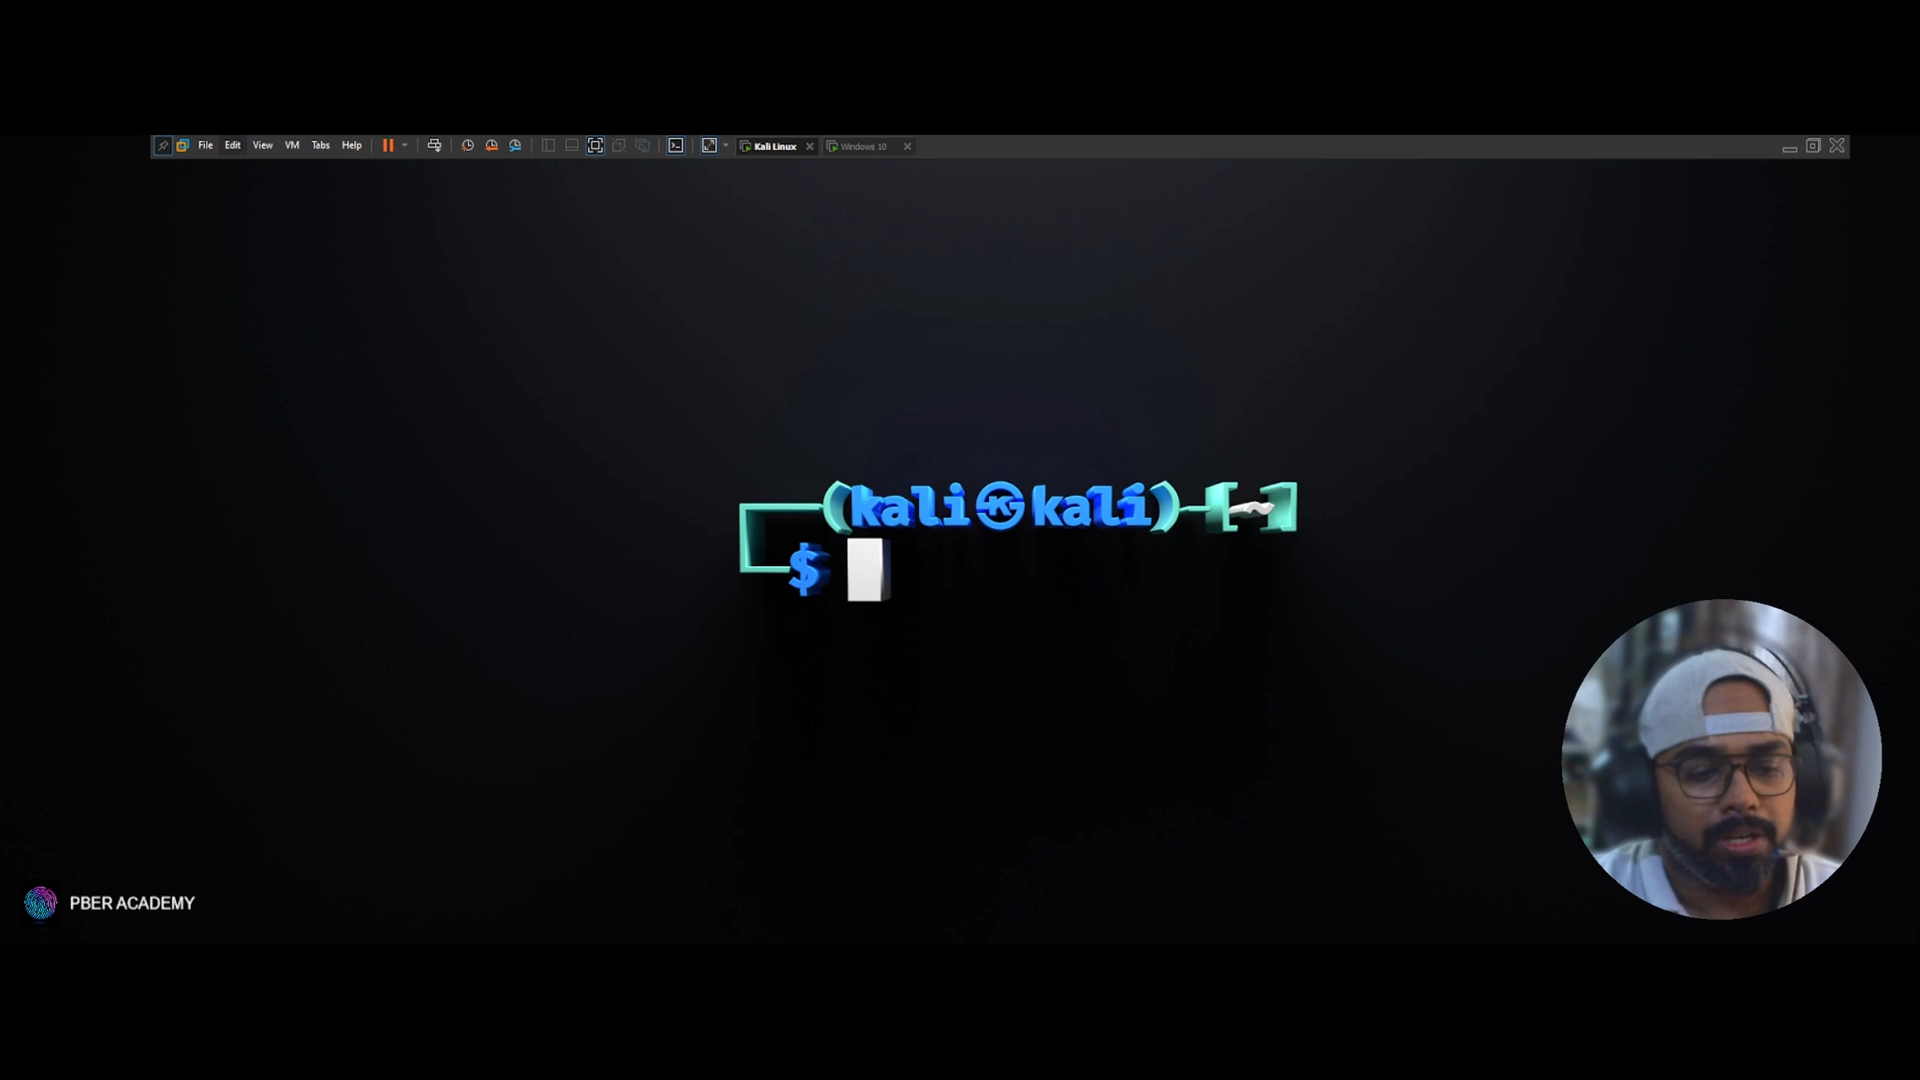 File Edit View VM Tabs Help Kali Linux Windows 10
(kali㉿kali)-[~]
$
PBER ACADEMY